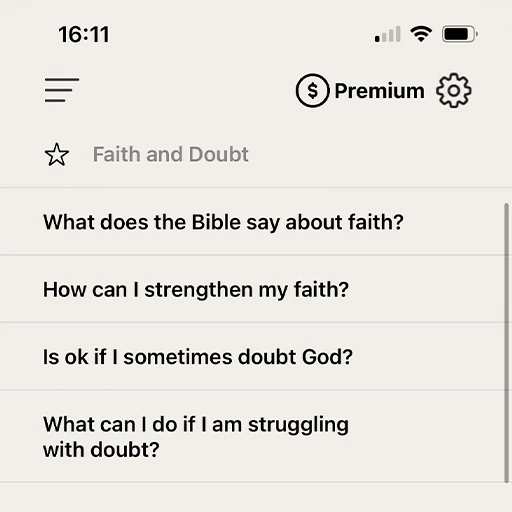 16:11
$ Premium
Faith and Doubt
What does the Bible say about faith?
How can I strengthen my faith?
Is ok if I sometimes doubt God?
What can I do if I am struggling
with doubt?